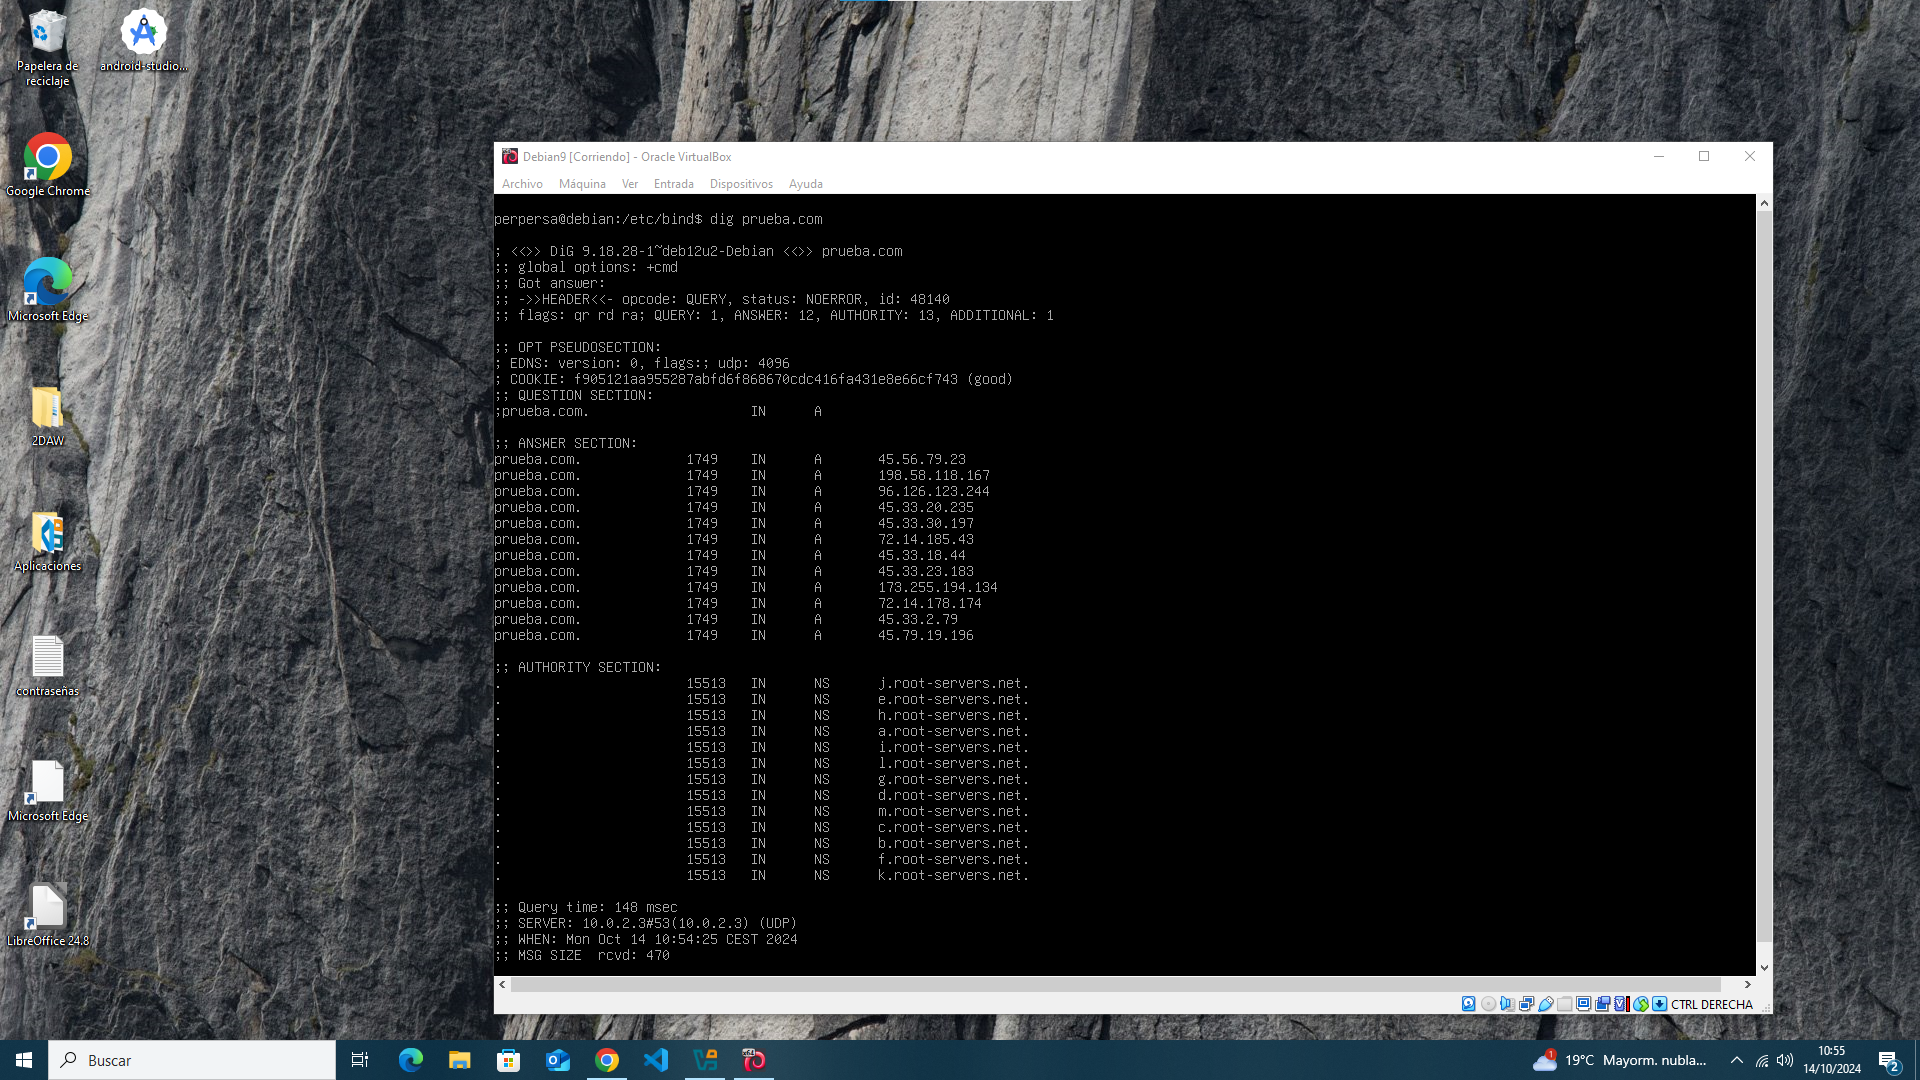 Papelera de
reciclaje
android-studio...
Google Chrome
Microsoft Edge
2DAW
Aplicaciones
contraseñas
Microsoft Edge
LibreOffice 24.8
Debian9 [Corriendo] - Oracle VirtualBox
Archivo Máquina Ver Entrada Dispositivos Ayuda
perpersa@debian:/etc/bind$ dig prueba.com
; <<>> DiG 9.18.28-1~deb12u2-Debian <<>> prueba.com
;; global options: +cmd
;; Got answer:
;; ->>HEADER<<- opcode: QUERY, status: NOERROR, id: 48140
;; flags: qr rd ra; QUERY: 1, ANSWER: 12, AUTHORITY: 13, ADDITIONAL: 1
;; OPT PSEUDOSECTION:
; EDNS: version: 0, flags:; udp: 4096
; COOKIE: f905121aa955287abfd6f868670cdc416fa431e8e66cf743 (good)
;; QUESTION SECTION:
;prueba.com. IN A
;; ANSWER SECTION:
prueba.com. 1749 IN A 45.56.79.23
prueba.com. 1749 IN A 198.58.118.167
prueba.com. 1749 IN A 96.126.123.244
prueba.com. 1749 IN A 45.33.20.235
prueba.com. 1749 IN A 45.33.30.197
prueba.com. 1749 IN A 72.14.185.43
prueba.com. 1749 IN A 45.33.18.44
prueba.com. 1749 IN A 45.33.23.183
prueba.com. 1749 IN A 173.255.194.134
prueba.com. 1749 IN A 72.14.178.174
prueba.com. 1749 IN A 45.33.2.79
prueba.com. 1749 IN A 45.79.19.196
;; AUTHORITY SECTION:
. 15513 IN NS j.root-servers.net.
. 15513 IN NS e.root-servers.net.
. 15513 IN NS h.root-servers.net.
. 15513 IN NS a.root-servers.net.
. 15513 IN NS i.root-servers.net.
. 15513 IN NS l.root-servers.net.
. 15513 IN NS g.root-servers.net.
. 15513 IN NS d.root-servers.net.
. 15513 IN NS m.root-servers.net.
. 15513 IN NS c.root-servers.net.
. 15513 IN NS b.root-servers.net.
. 15513 IN NS f.root-servers.net.
. 15513 IN NS k.root-servers.net.
;; Query time: 148 msec
;; SERVER: 10.0.2.3#53(10.0.2.3) (UDP)
;; WHEN: Mon Oct 14 10:54:25 CEST 2024
;; MSG SIZE  rcvd: 470
CTRL DERECHA
Buscar
1
19°C Mayorm. nubla...
10:55
14/10/2024
2